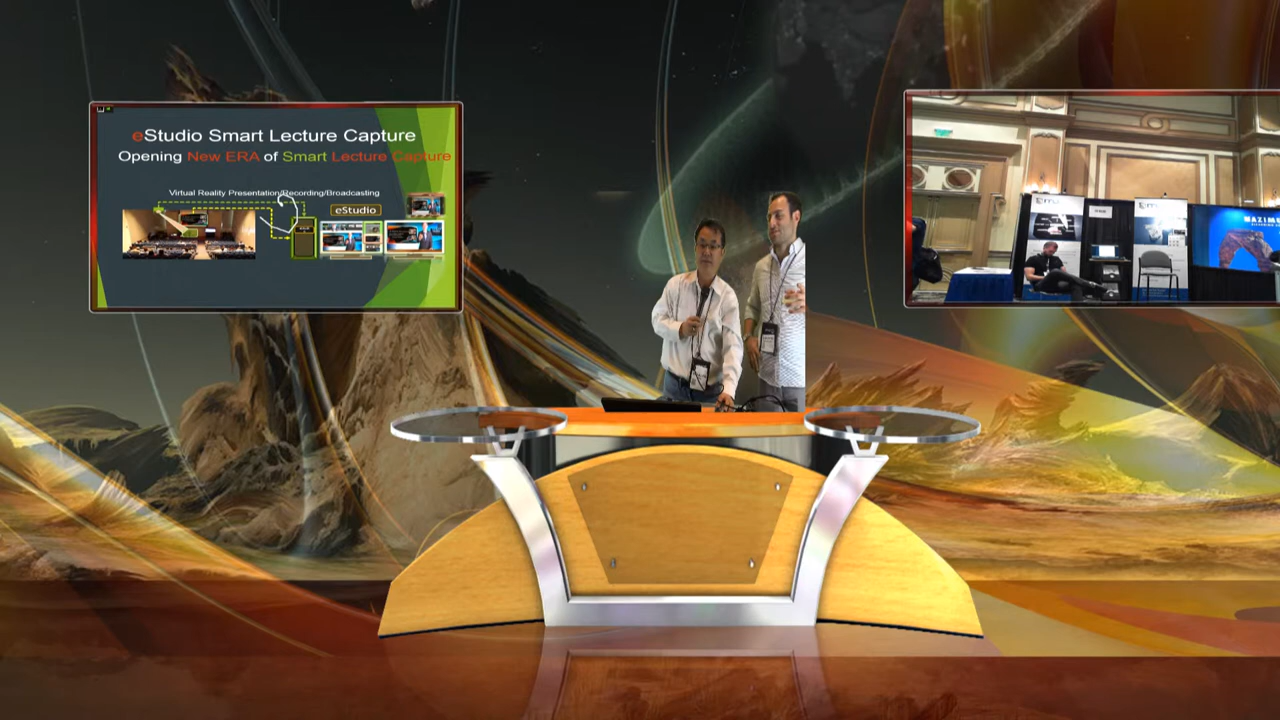 eStudio Smart Lecture Capture
Opening New ERA of Smart Lecture Capture
Virtual Reality Presentation/Recording/Broadcasting
eStudio